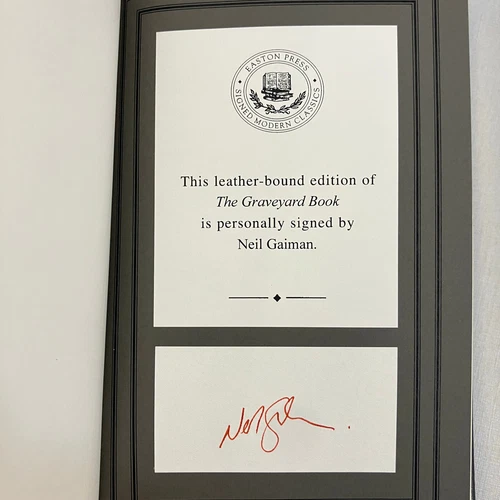 EASTON PRESS
SIGNED MODERN CLASSICS
This leather-bound edition of
The Graveyard Book
is personally signed by
Neil Gaiman.